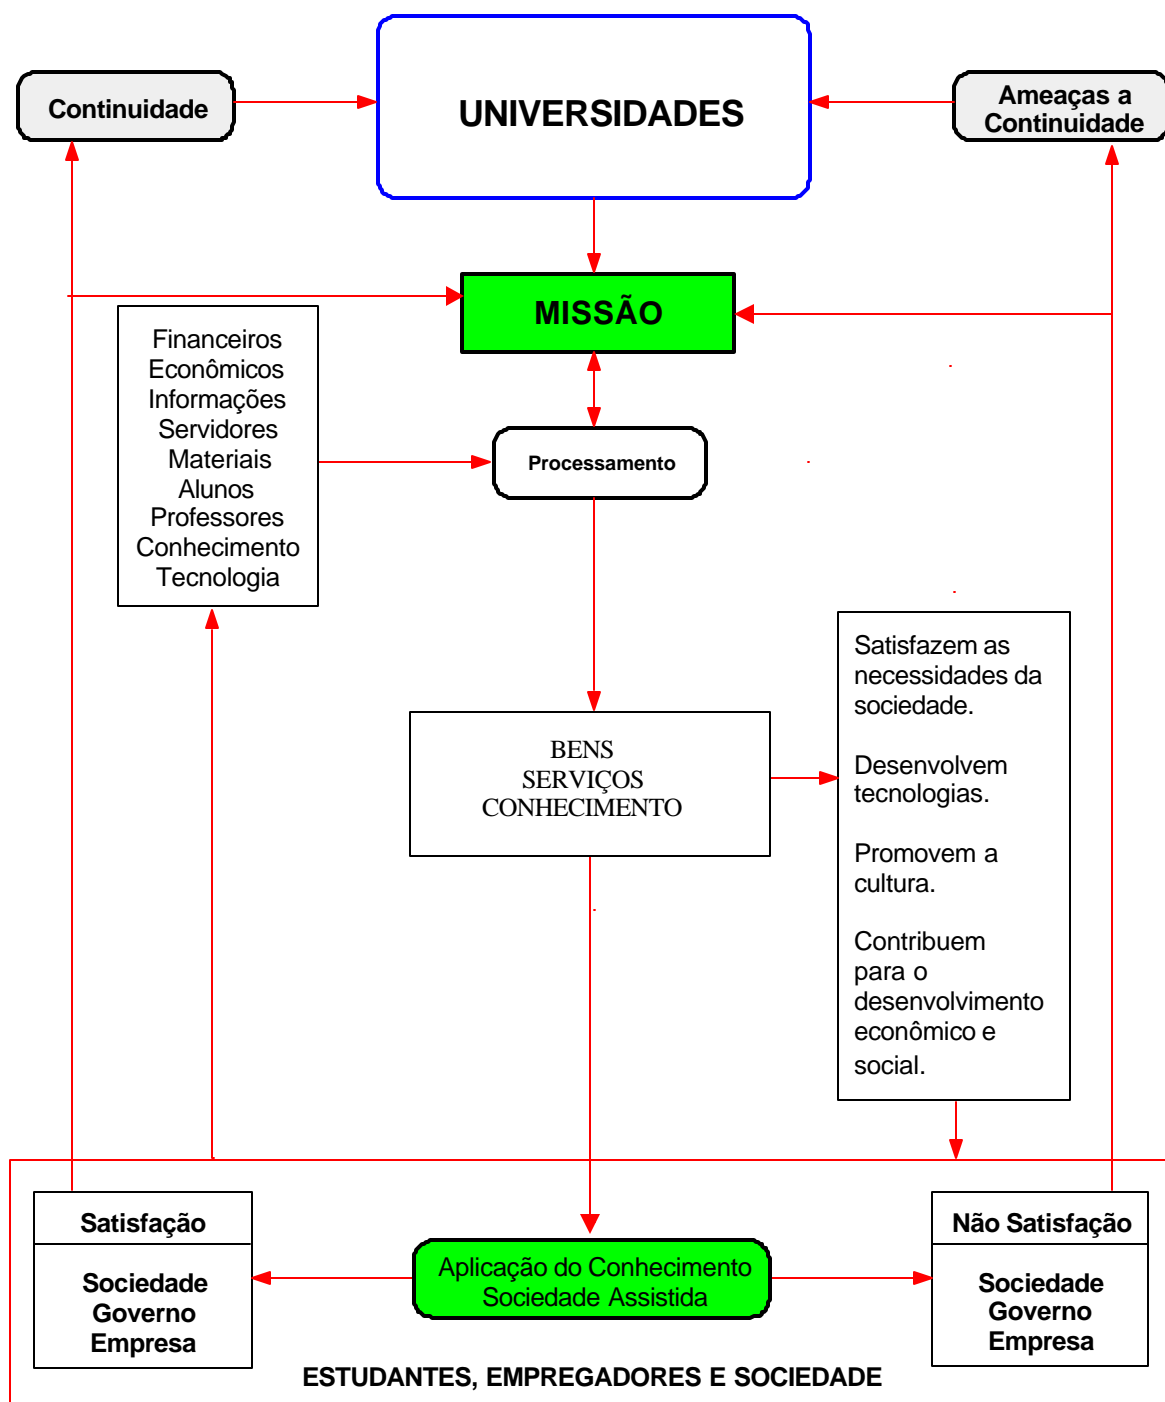 Continuidade
UNIVERSIDADES
Ameaças a
Continuidade
MISSÃO
Financeiros
Econômicos
Informações
Servidores
Materiais
Alunos
Professores
Conhecimento
Tecnologia
Processamento
Satisfazem as
necessidades da
sociedade.
Desenvolvem
tecnologias.
Promovem a
cultura.
Contribuem
para o
desenvolvimento
econômico e
social.
BENS
SERVIÇOS
CONHECIMENTO
Satisfação
Sociedade
Governo
Empresa
Aplicação do Conhecimento
Sociedade Assistida
Não Satisfação
Sociedade
Governo
Empresa
ESTUDANTES, EMPREGADORES E SOCIEDADE